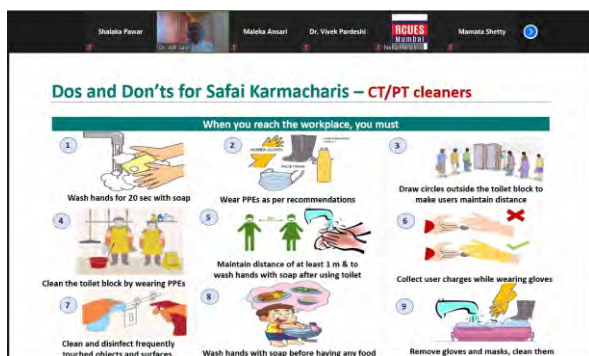 Shalaka Pawar
Maleka Ansari
Dr. Vivek Pardeshi
RCUES
Mumbai
Mamata Shetty
Dos and Don'ts for Safai Karmacharis – CT/PT cleaners
When you reach the workplace, you must
1
2
3
Wash hands for 20 sec with soap
Wear PPEs as per recommendations
Draw circles outside the toilet block to
make users maintain distance
4
5
6
Clean the toilet block by wearing PPEs
Maintain distance of at least 1 m & to
wash hands with soap after using toilet
Collect user charges while wearing gloves
7
8
9
Clean and disinfect frequently
touched objects and surfaces
Wash hands with soap before having any food
Remove gloves and masks, clean them